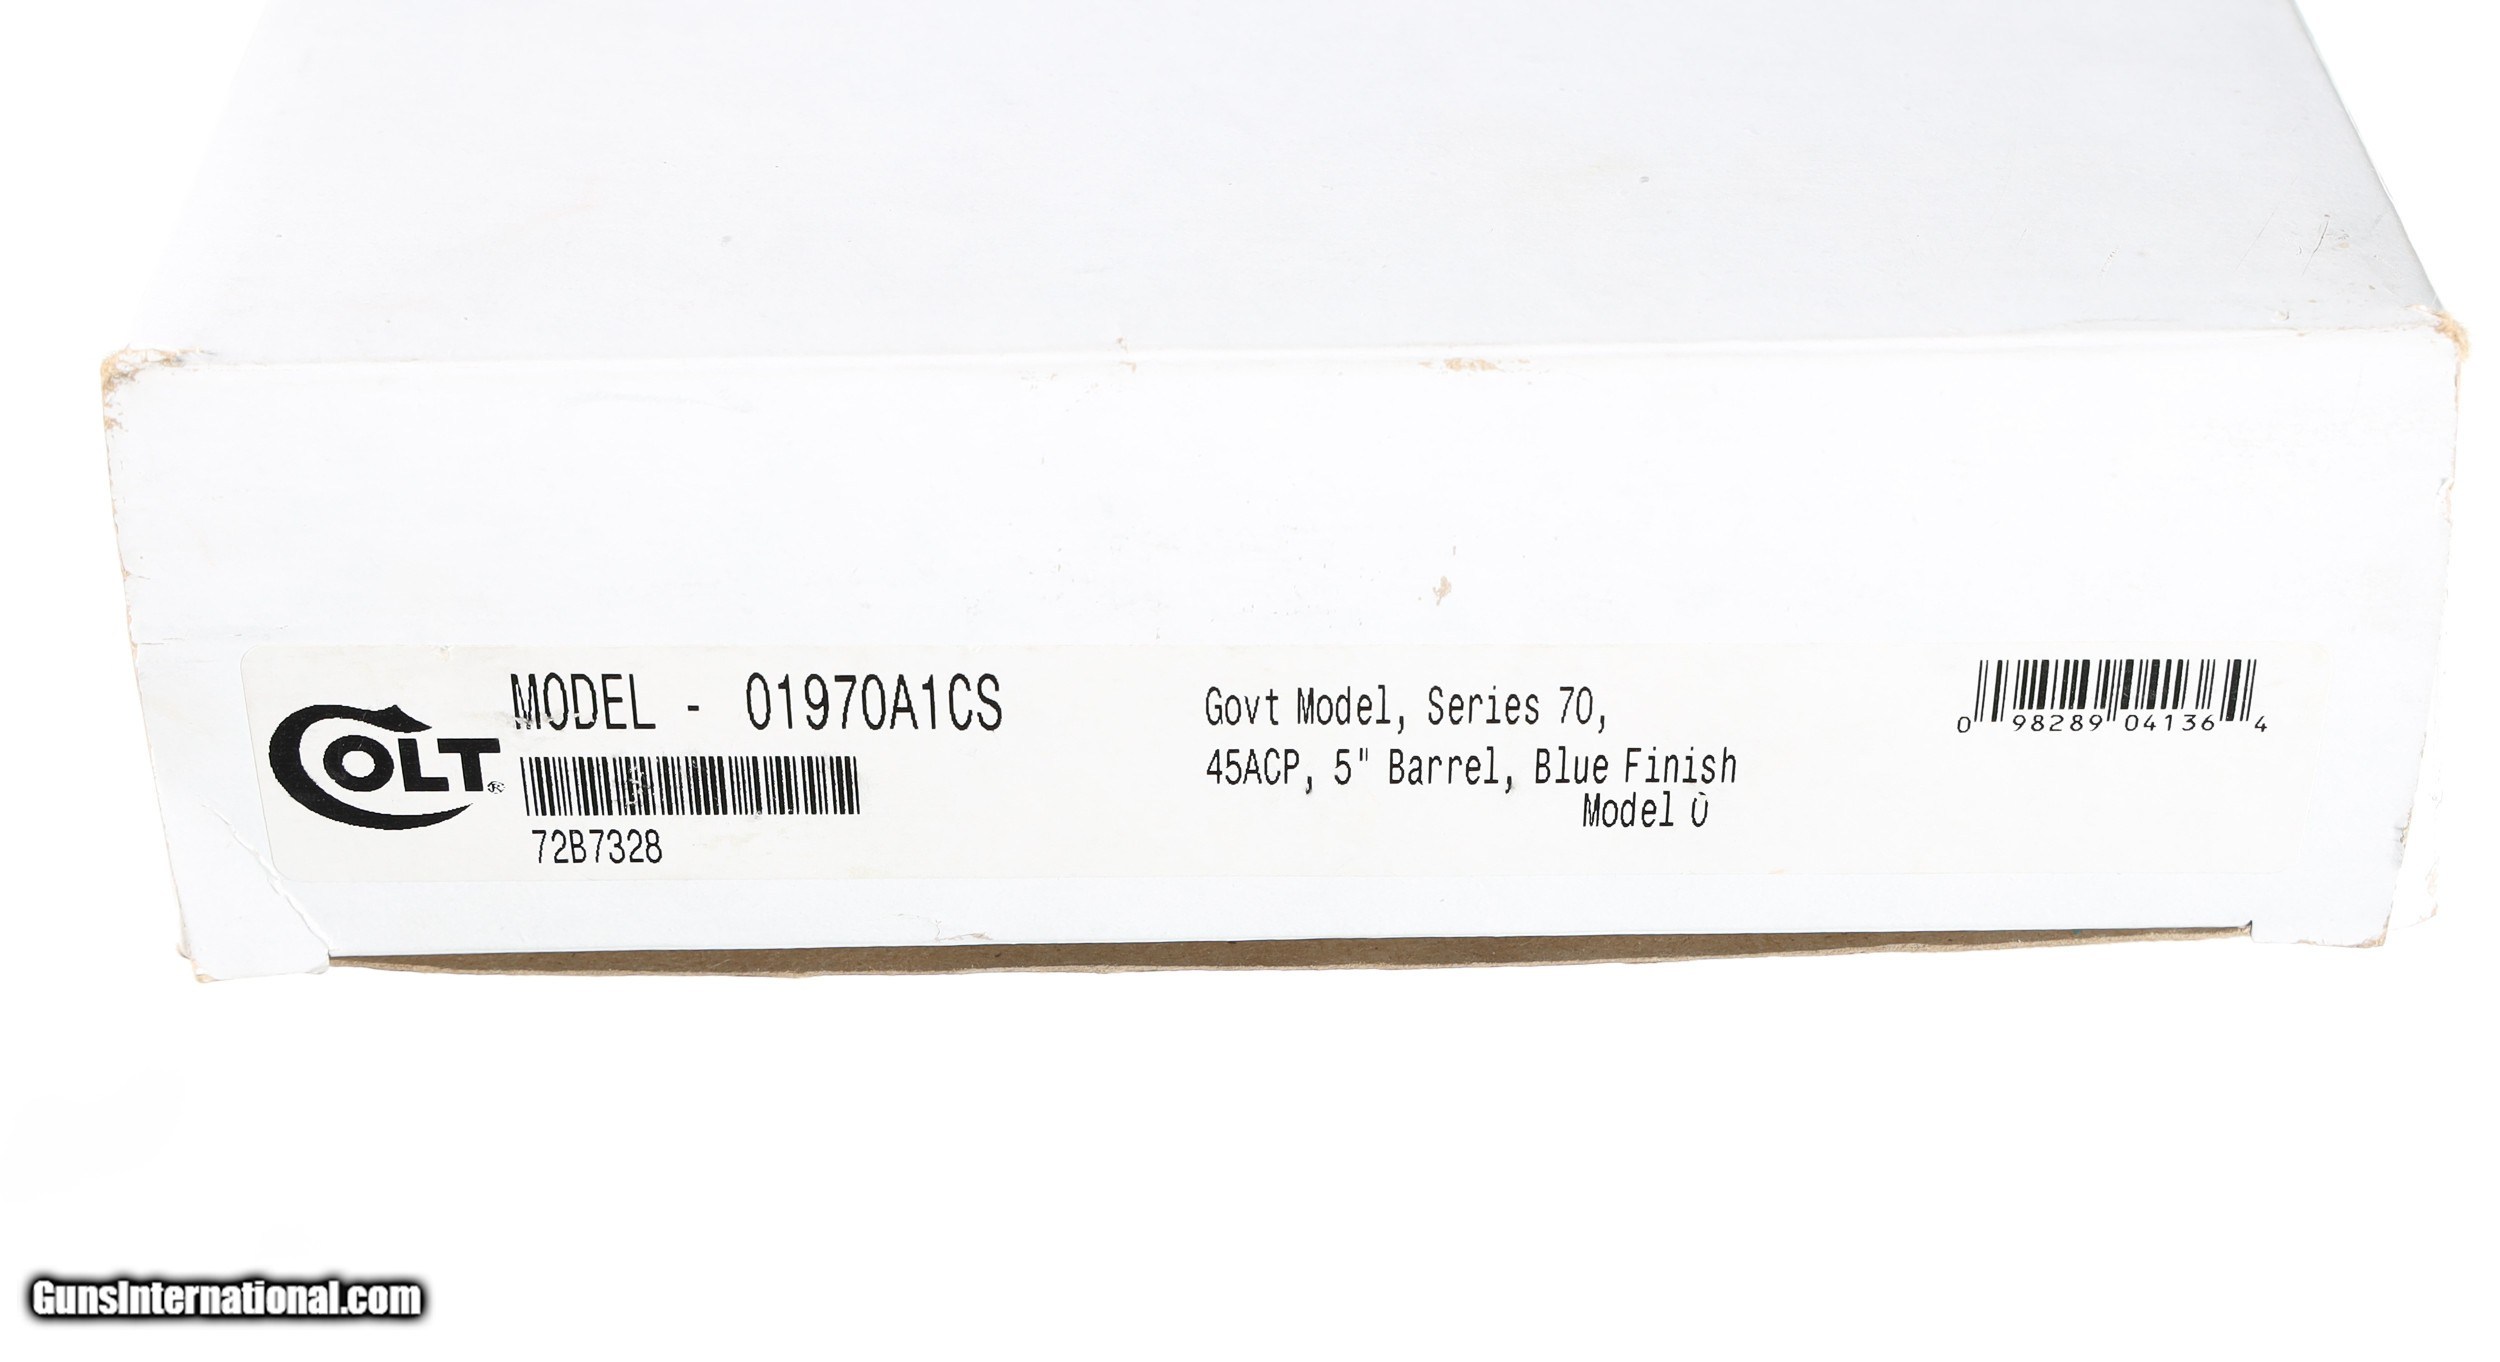 COLT®
MODEL - 01970A1CS
72B7328
Govt Model, Series 70,
45ACP, 5" Barrel, Blue Finish
Model O
0 98289 04136 4
GunsInternational.com